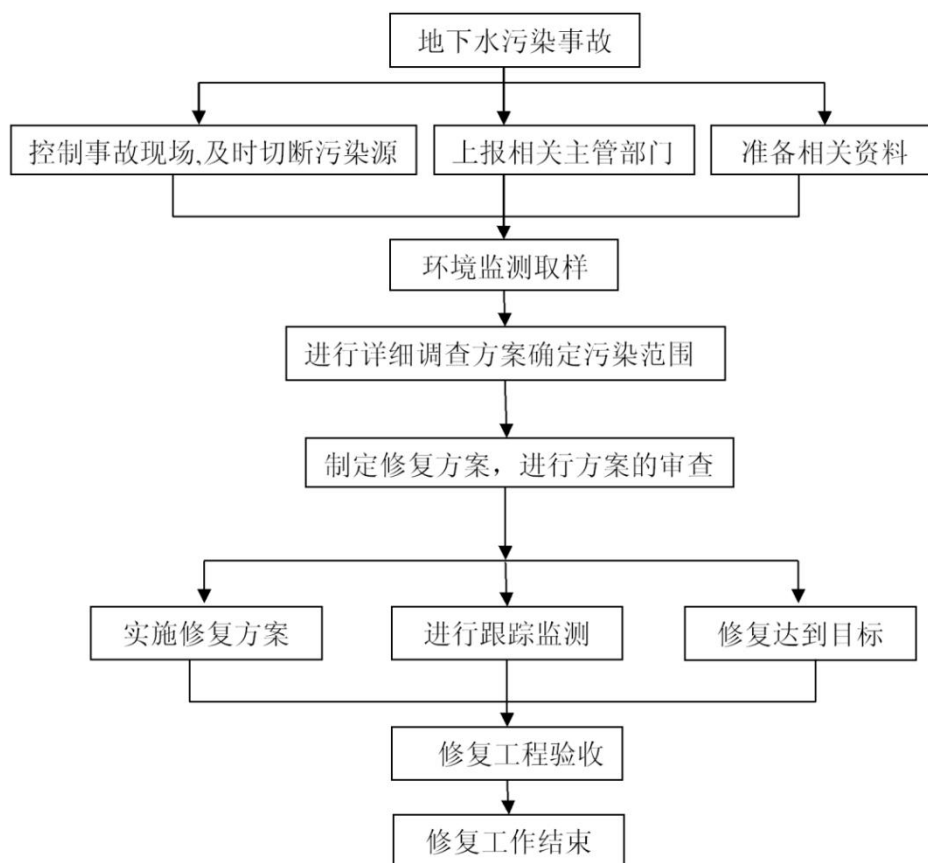 地下水污染事故
控制事故现场,及时切断污染源
上报相关主管部门
准备相关资料
环境监测取样
进行详细调查方案确定污染范围
制定修复方案，进行方案的审查
实施修复方案
进行跟踪监测
修复达到目标
修复工程验收
修复工作结束